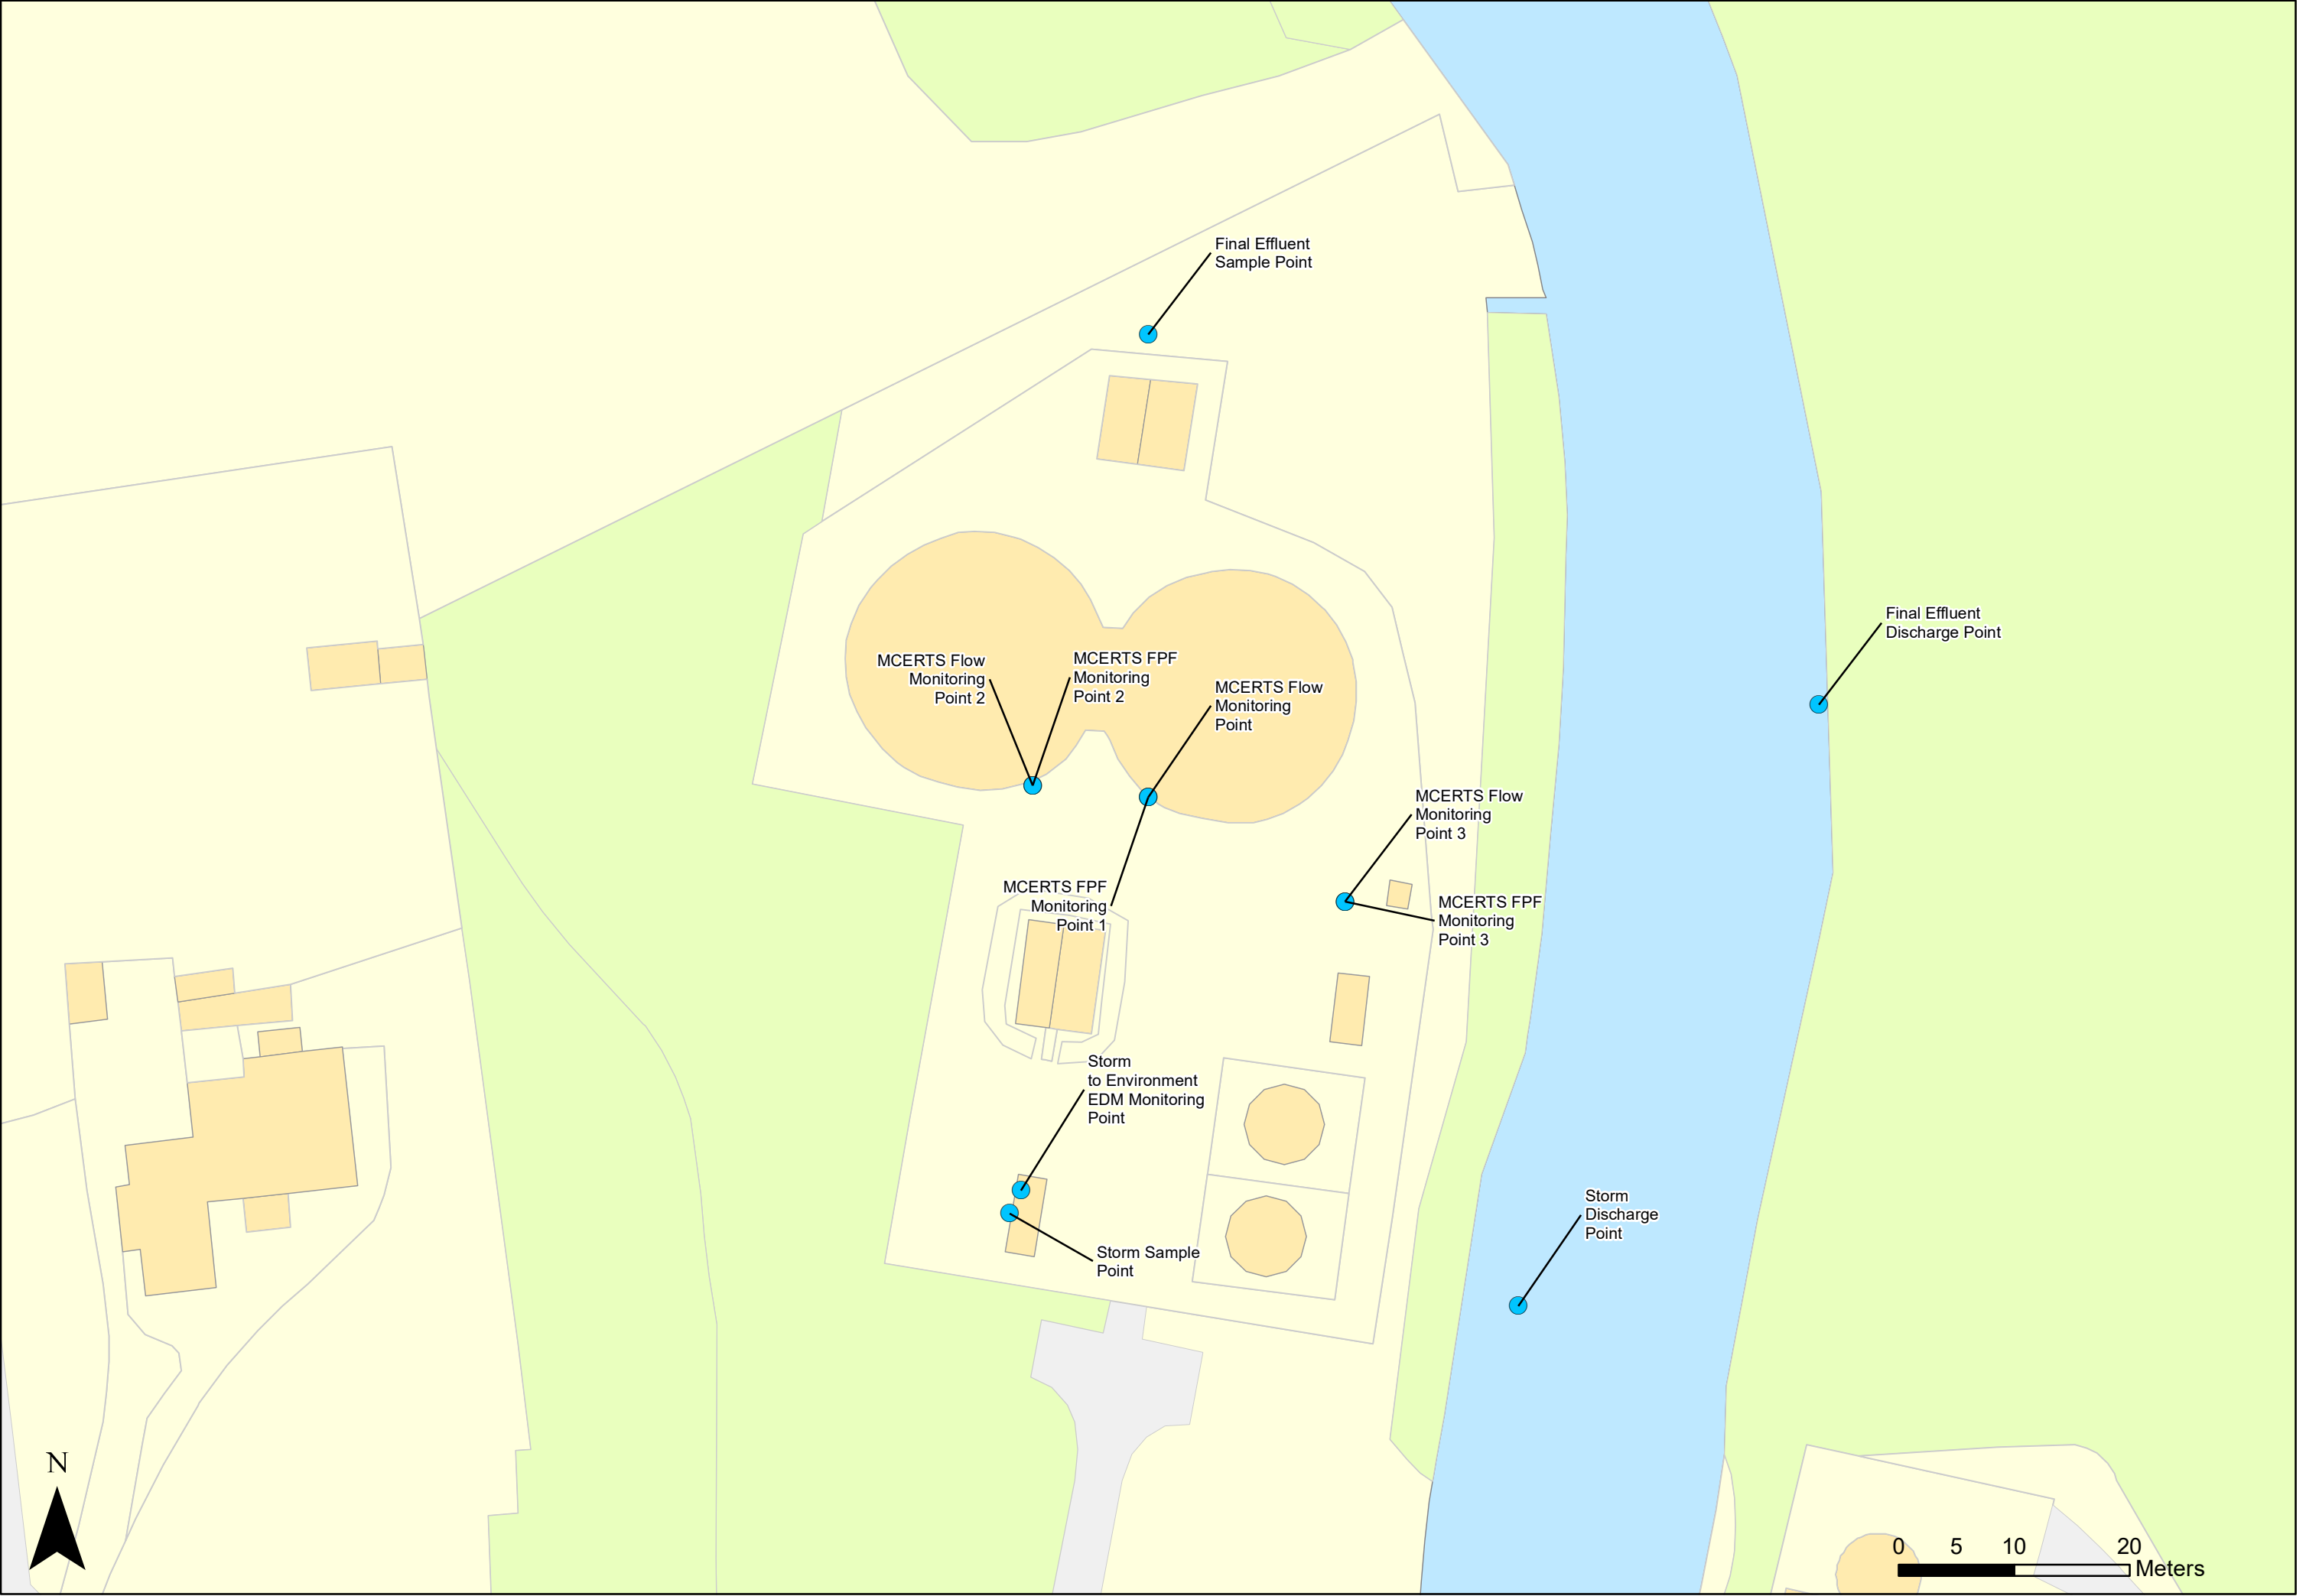 Final Effluent
Sample Point
Final Effluent
Discharge Point
MCERTS Flow
Monitoring
Point 2
MCERTS FPF
Monitoring
Point 2
MCERTS Flow
Monitoring
Point
MCERTS Flow
Monitoring
Point 3
MCERTS FPF
Monitoring
Point 1
MCERTS FPF
Monitoring
Point 3
Storm
to Environment
EDM Monitoring
Point
Storm
Discharge
Point
Storm Sample
Point
N
0 5 10 20
Meters